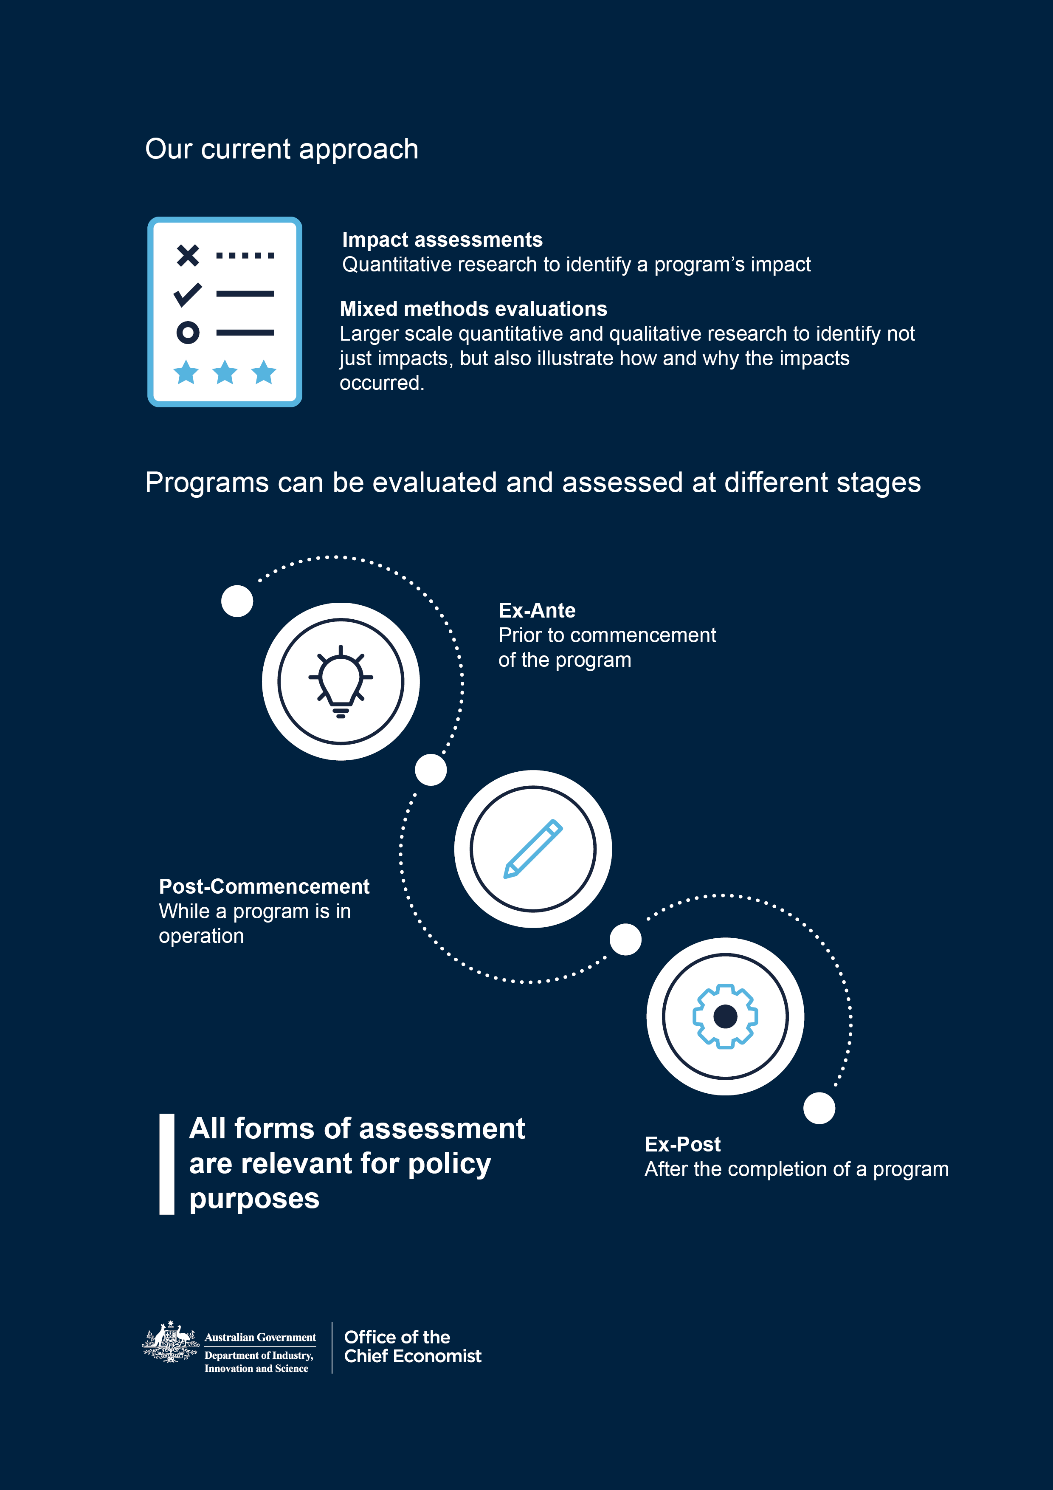 Our current approach
Impact assessments
Quantitative research to identify a program's impact
Mixed methods evaluations
Larger scale quantitative and qualitative research to identify not
just impacts, but also illustrate how and why the impacts
occurred.
Programs can be evaluated and assessed at different stages
Ex-Ante
Prior to commencement
of the program
Post-Commencement
While a program is in
operation
Ex-Post
After the completion of a program
All forms of assessment
are relevant for policy
purposes
Australian Government
Department of Industry,
Innovation and Science
Office of the
Chief Economist